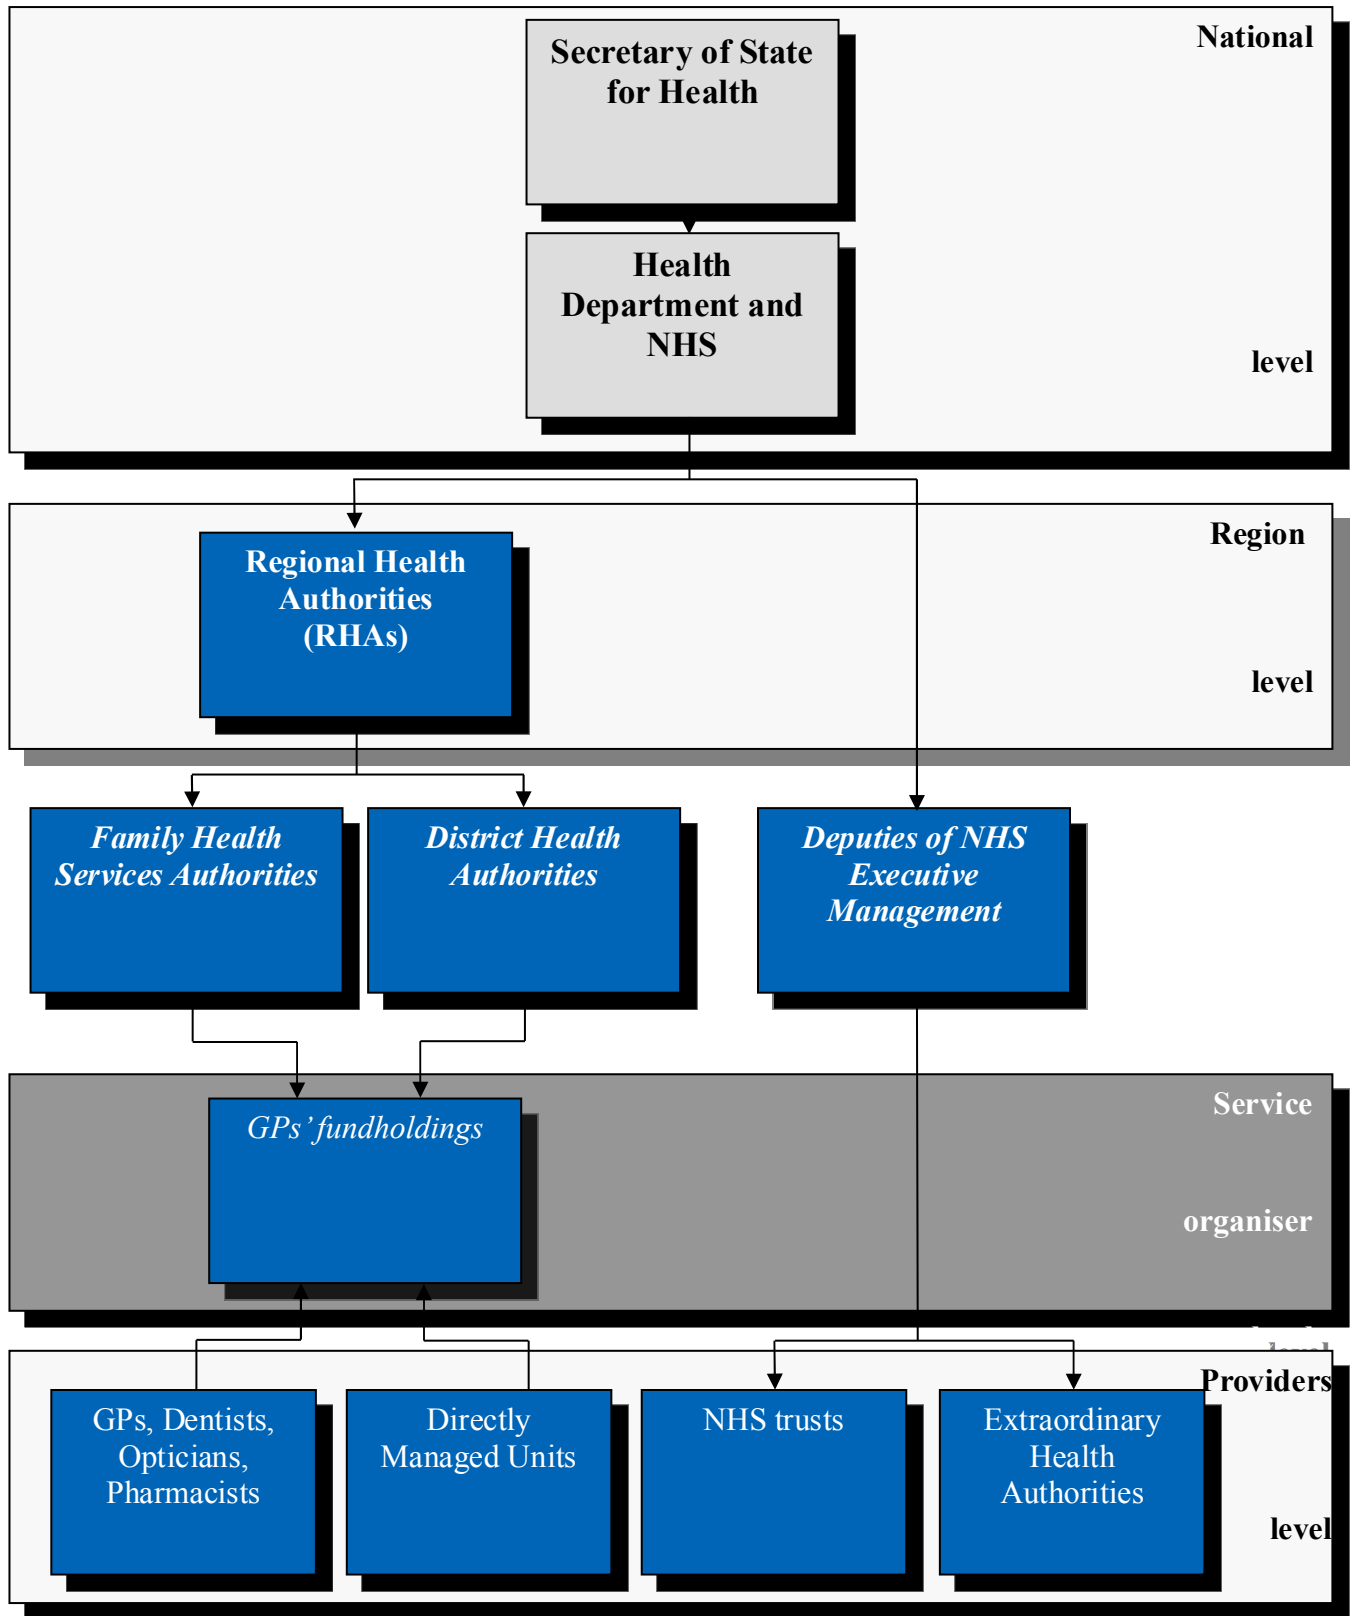 National
Secretary of State
for Health
Health
Department and
NHS
level
Region
Regional Health
Authorities
(RHAs)
level
Family Health
Services Authorities
District Health
Authorities
Deputies of NHS
Executive
Management
Service
GPs’ fundholdings
organiser
level
Providers
GPs, Dentists,
Opticians,
Pharmacists
Directly
Managed Units
NHS trusts
Extraordinary
Health
Authorities
level